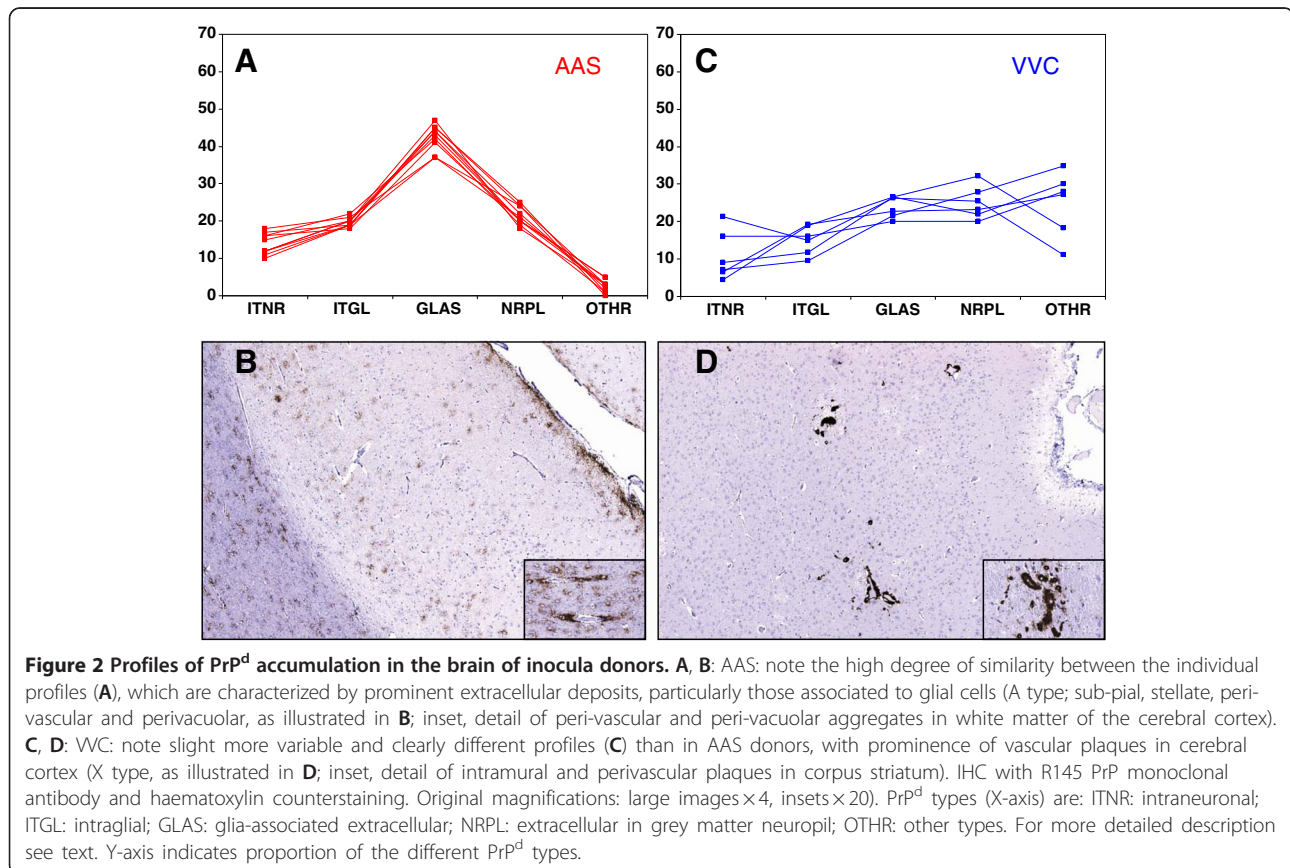 70
60
50
40
30
20
10
0
A
AAS
ITNR ITGL GLAS NRPL OTHR
70
60
50
40
30
20
10
0
C
VVC
ITNR ITGL GLAS NRPL OTHR
B
D
Figure 2 Profiles of PrPᵈ accumulation in the brain of inocula donors. A, B: AAS: note the high degree of similarity between the individual
profiles (A), which are characterized by prominent extracellular deposits, particularly those associated to glial cells (A type; sub-pial, stellate, peri-
vascular and perivacuolar, as illustrated in B; inset, detail of peri-vascular and peri-vacuolar aggregates in white matter of the cerebral cortex).
C, D: VVC: note slight more variable and clearly different profiles (C) than in AAS donors, with prominence of vascular plaques in cerebral
cortex (X type, as illustrated in D; inset, detail of intramural and perivascular plaques in corpus striatum). IHC with R145 PrP monoclonal
antibody and haematoxylin counterstaining. Original magnifications: large images × 4, insets × 20). PrPᵈ types (X-axis) are: ITNR: intraneuronal;
ITGL: intraglial; GLAS: glia-associated extracellular; NRPL: extracellular in grey matter neuropil; OTHR: other types. For more detailed description
see text. Y-axis indicates proportion of the different PrPᵈ types.